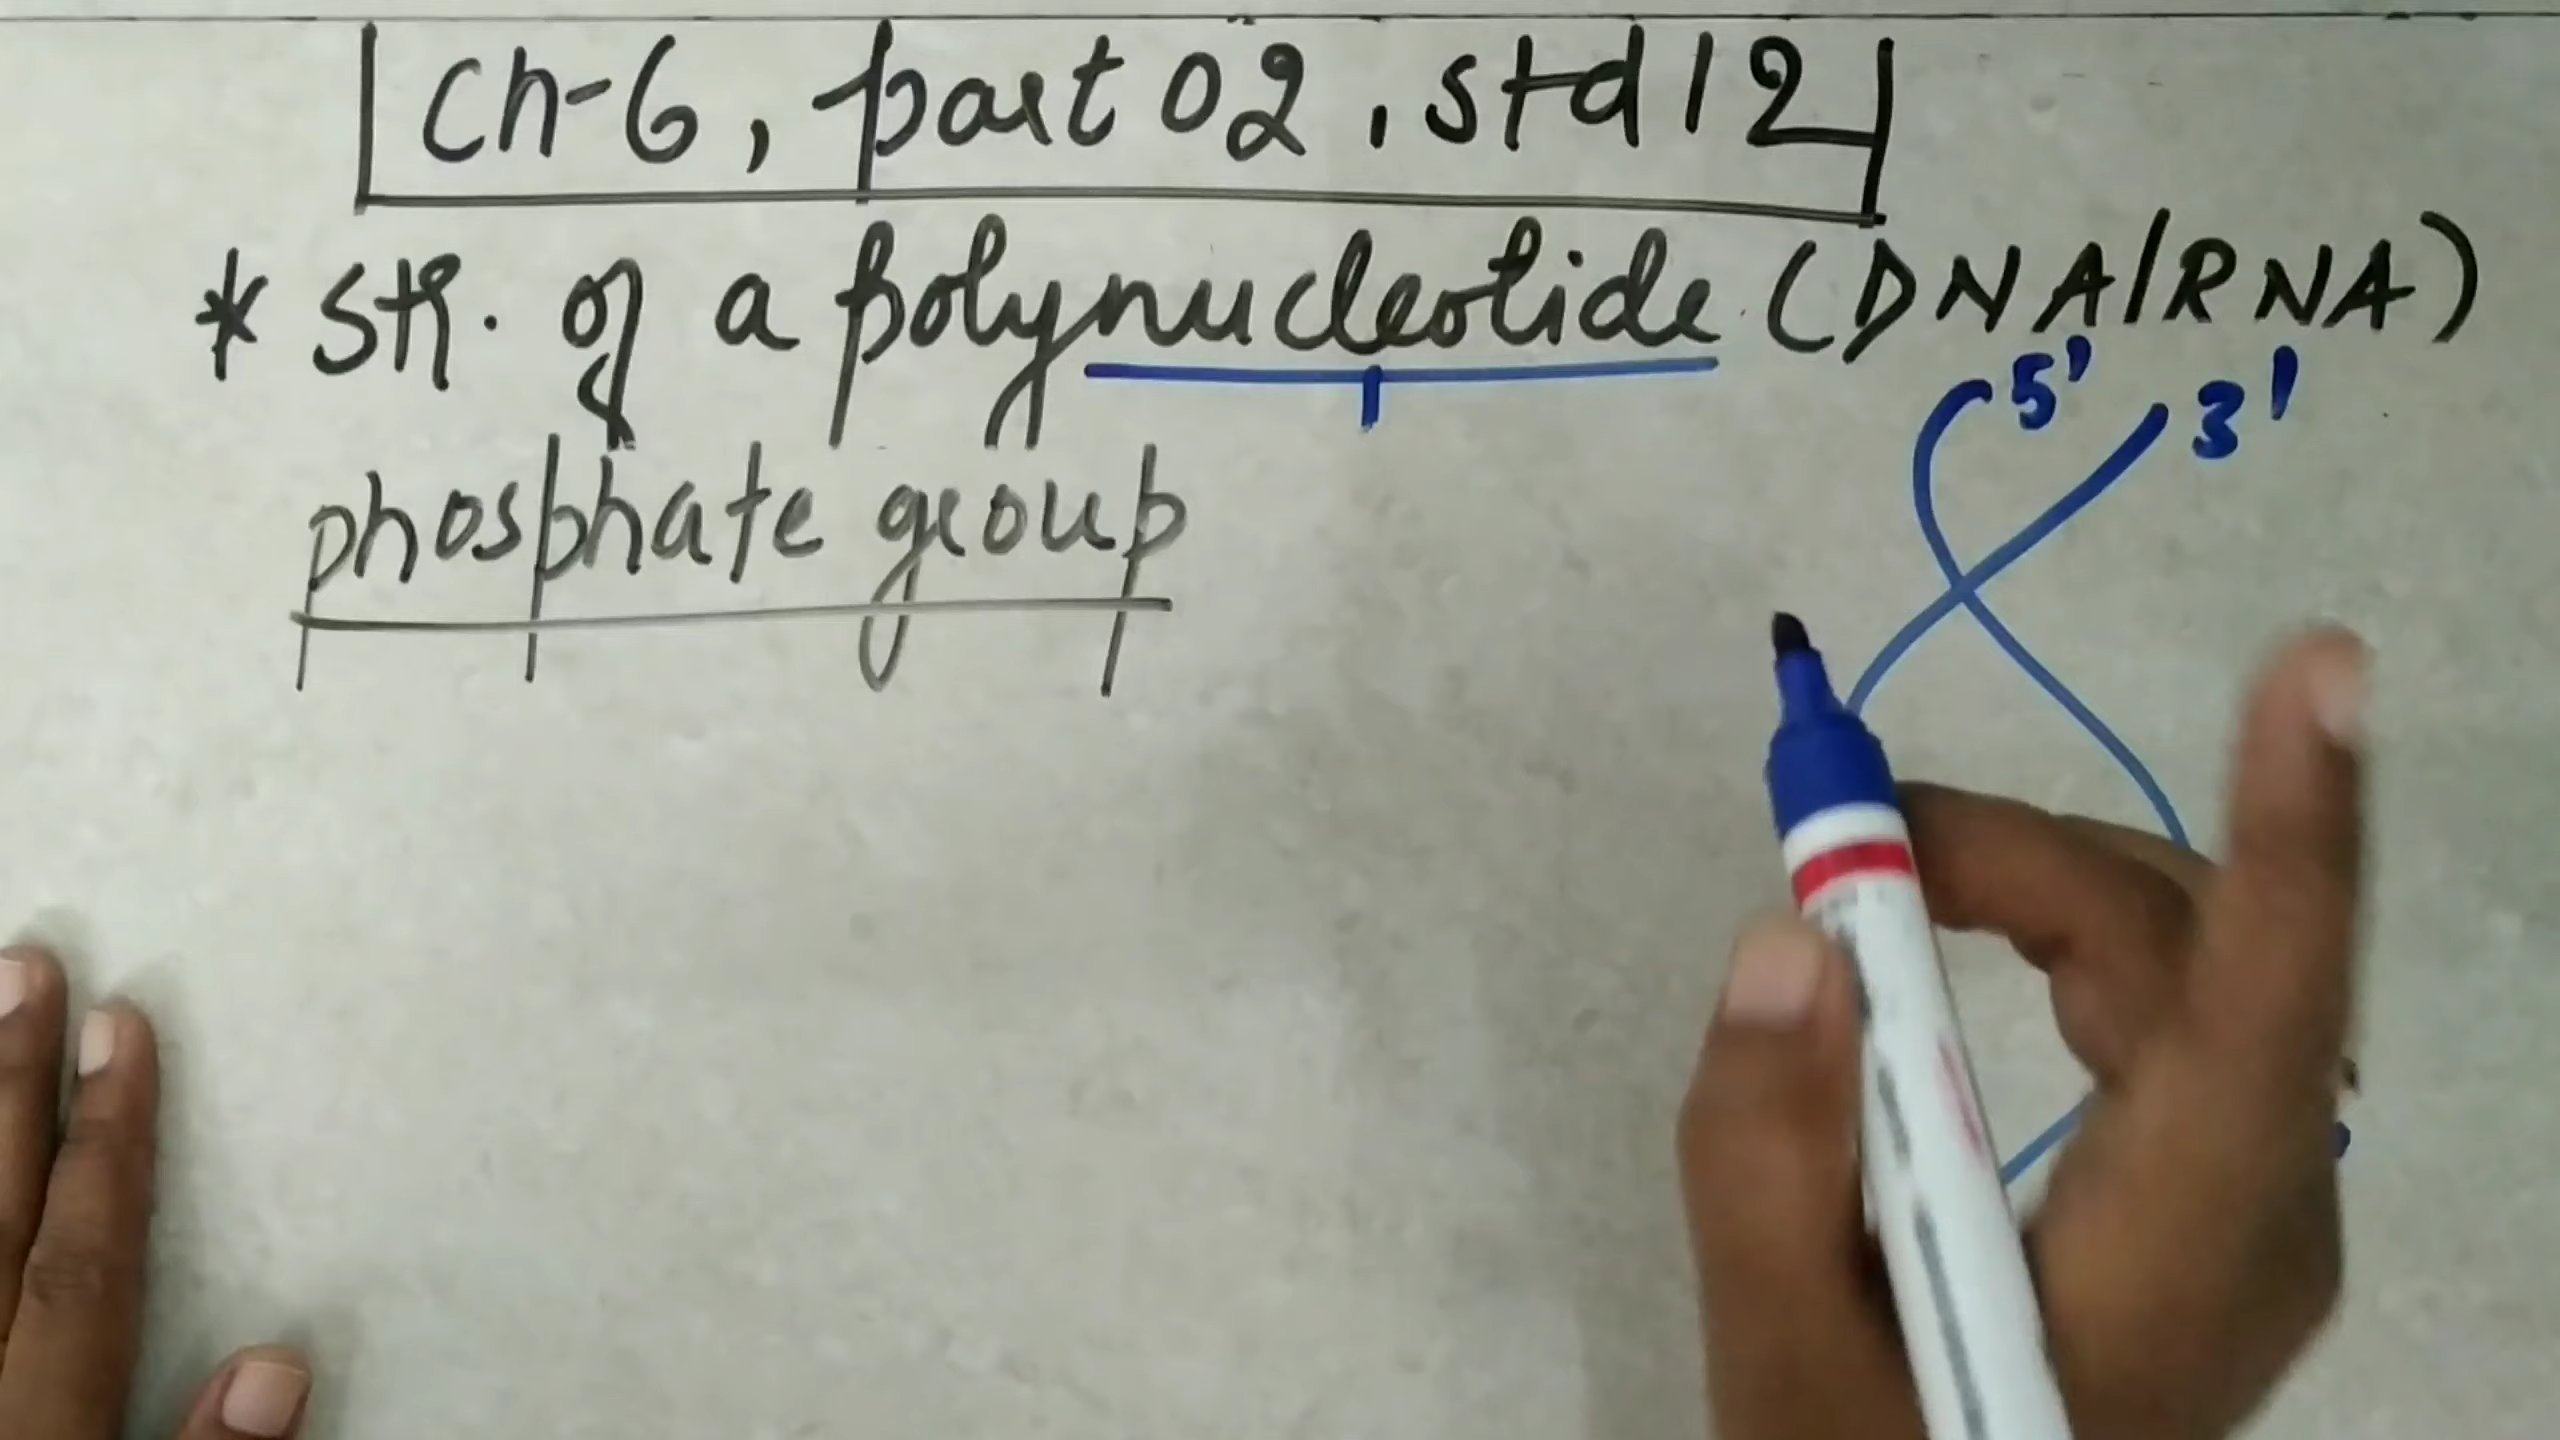 Ch-6, part 02, std 12
* Str. of a polynucleotide (DNA/RNA)
5' 3'
phosphate group